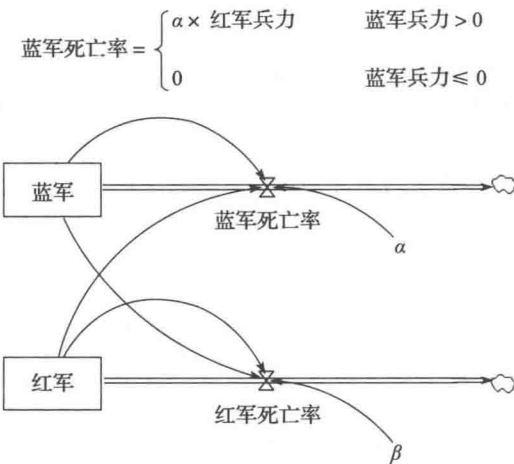 α× 红军兵力 蓝军兵力 > 0
蓝军死亡率 =
0 蓝军兵力 ≤ 0
蓝军
蓝军死亡率
α
红军
红军死亡率
β